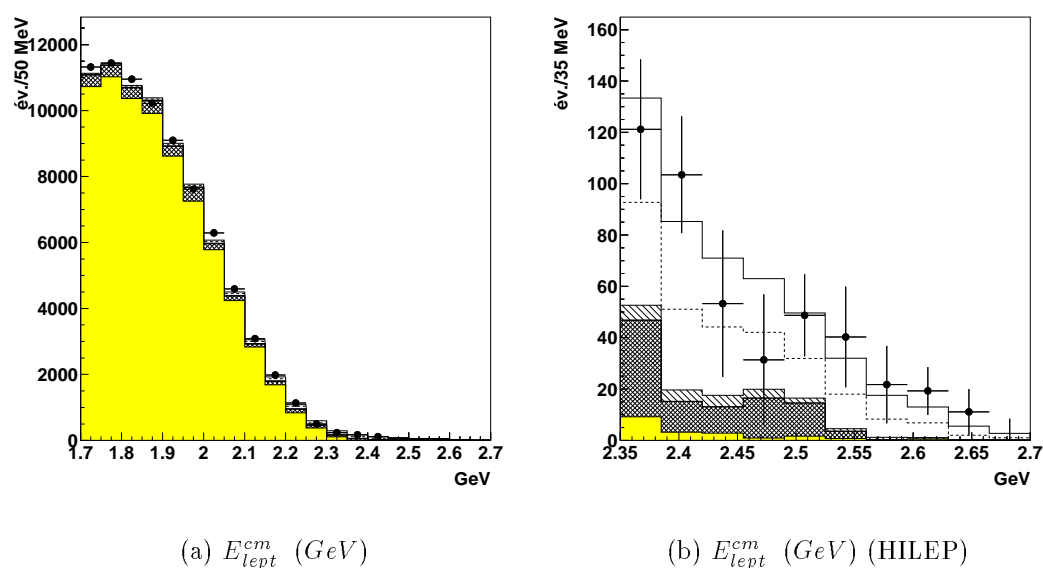 év./50 MeV
12000
10000
8000
6000
4000
2000
0
1.7 1.8 1.9 2 2.1 2.2 2.3 2.4 2.5 2.6 2.7
GeV
(a) E^{cm}_{lept} (GeV)
év./35 MeV
160
140
120
100
80
60
40
20
0
2.35 2.4 2.45 2.5 2.55 2.6 2.65 2.7
GeV
(b) E^{cm}_{lept} (GeV) (HILEP)